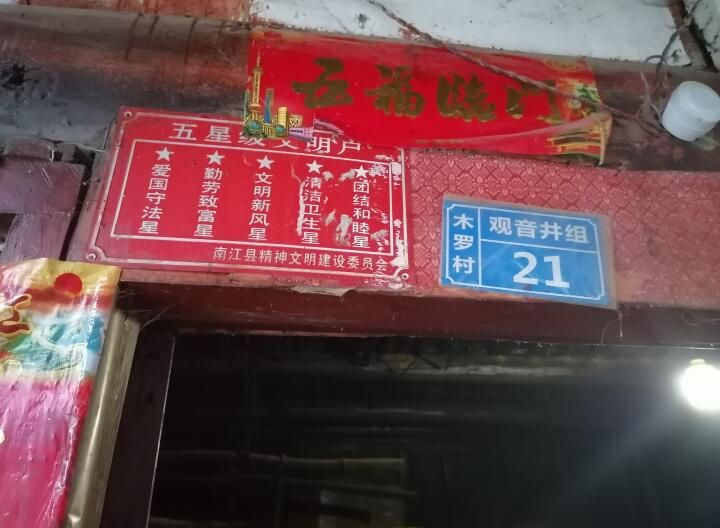 五福临门
五星级文明户
★爱国守法星
★勤劳致富星
★文明新风星
★清洁卫生星
★团结和睦星
南江县精神文明建设委员会
木罗村
观音井组
21